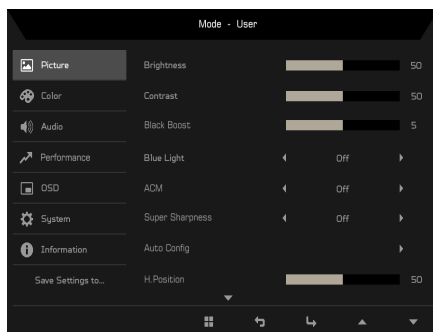 Mode - User
Picture
Brightness 50
Color
Contrast 50
Audio
Black Boost 5
Performance
Blue Light Off
OSD
ACM Off
System
Super Sharpness Off
Information
Auto Config
Save Settings to...
H.Position 50